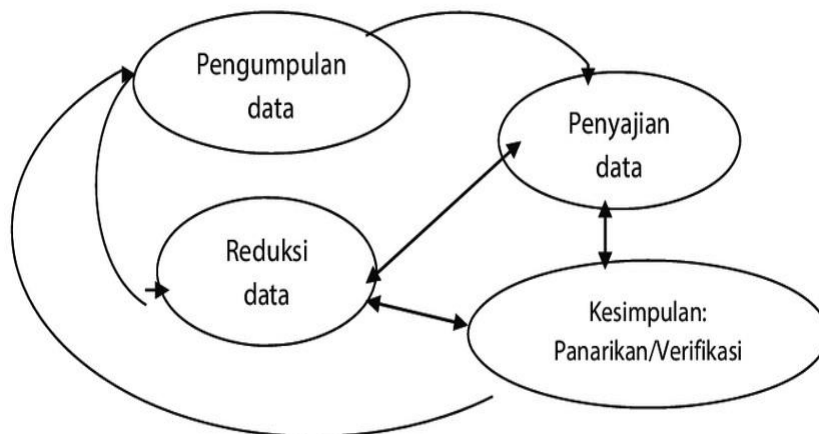 Pengumpulan
data
Penyajian
data
Reduksi
data
Kesimpulan:
Panarikan/Verifikasi